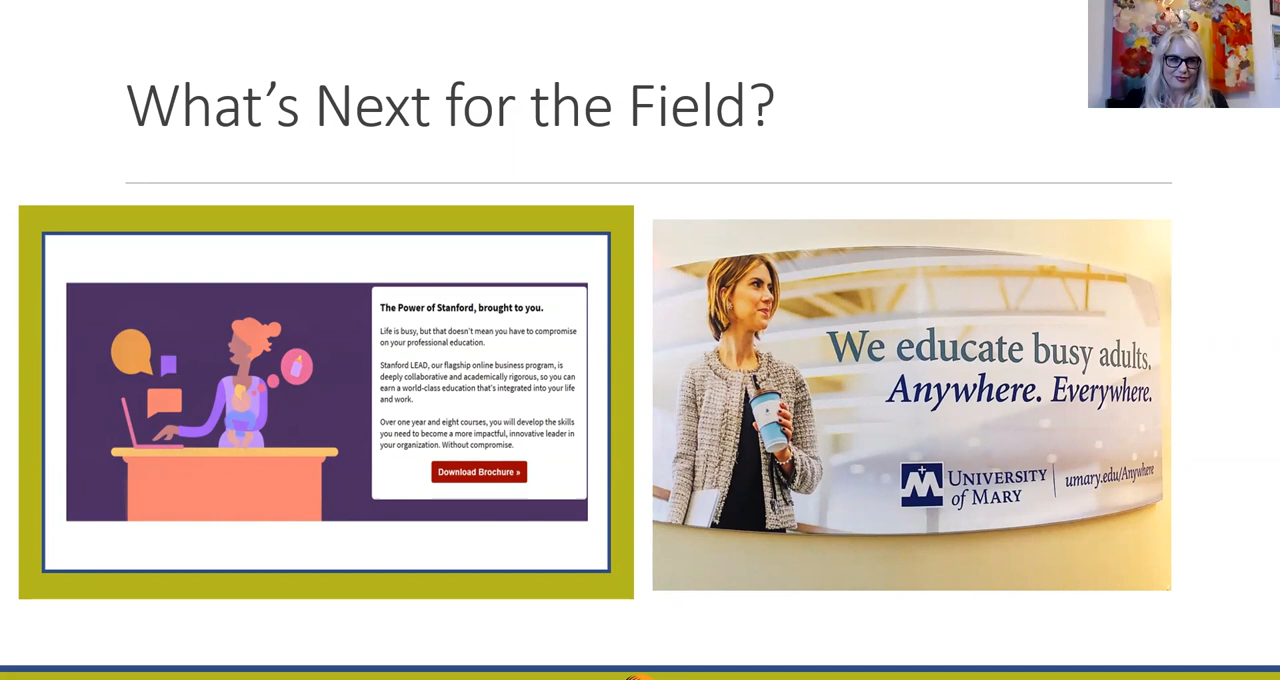 What’s Next for the Field?
The Power of Stanford, brought to you.
Life is busy, but that doesn't mean you have to compromise
on your professional education.
Stanford LEAD, our flagship online business program, is
deeply collaborative and academically rigorous, so you can
earn a world-class education that's integrated into your life
and work.
Over one year and eight courses, you will develop the skills
you need to become a more impactful, innovative leader in
your organization. Without compromise.
Download Brochure »
We educate busy adults.
Anywhere. Everywhere.
UNIVERSITY
of MARY
umary.edu/Anywhere